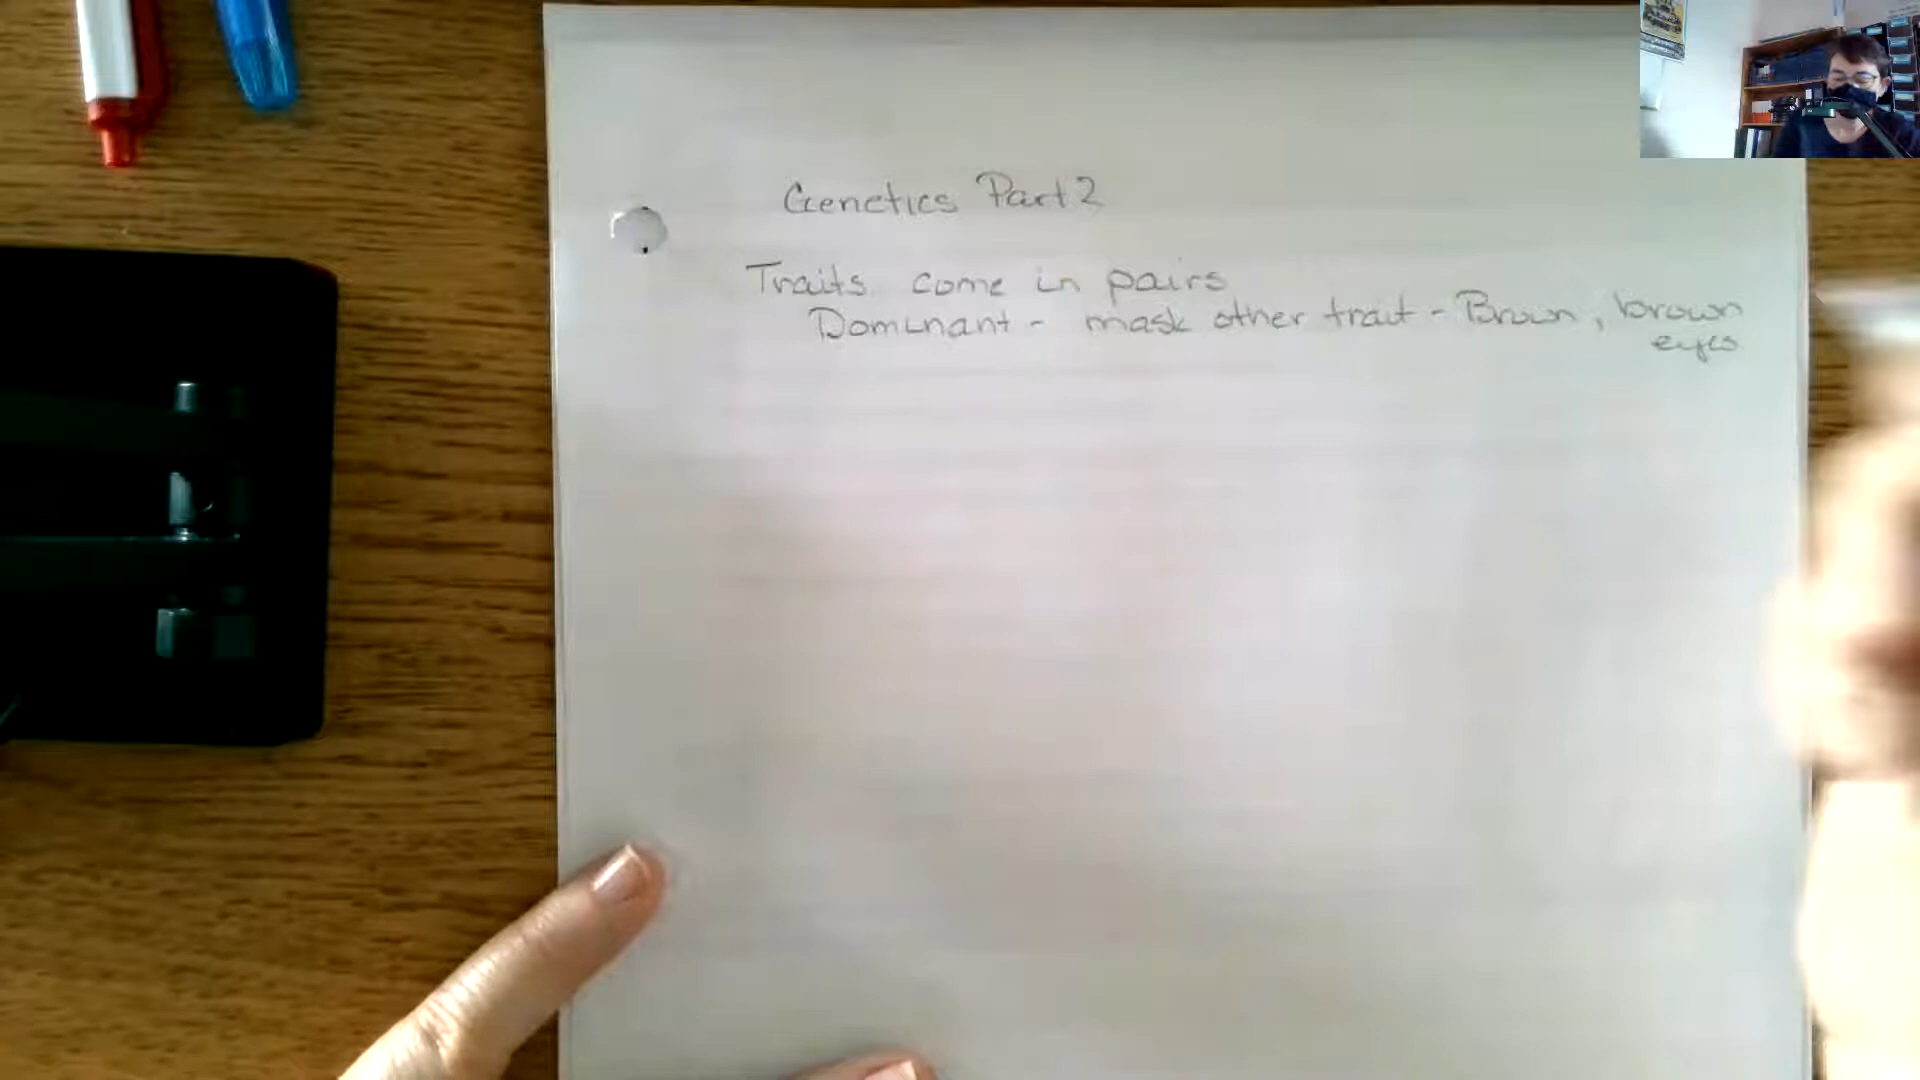 Genetics Part 2
Traits come in pairs
Dominant - mask other trait - Brown, brown
eyes